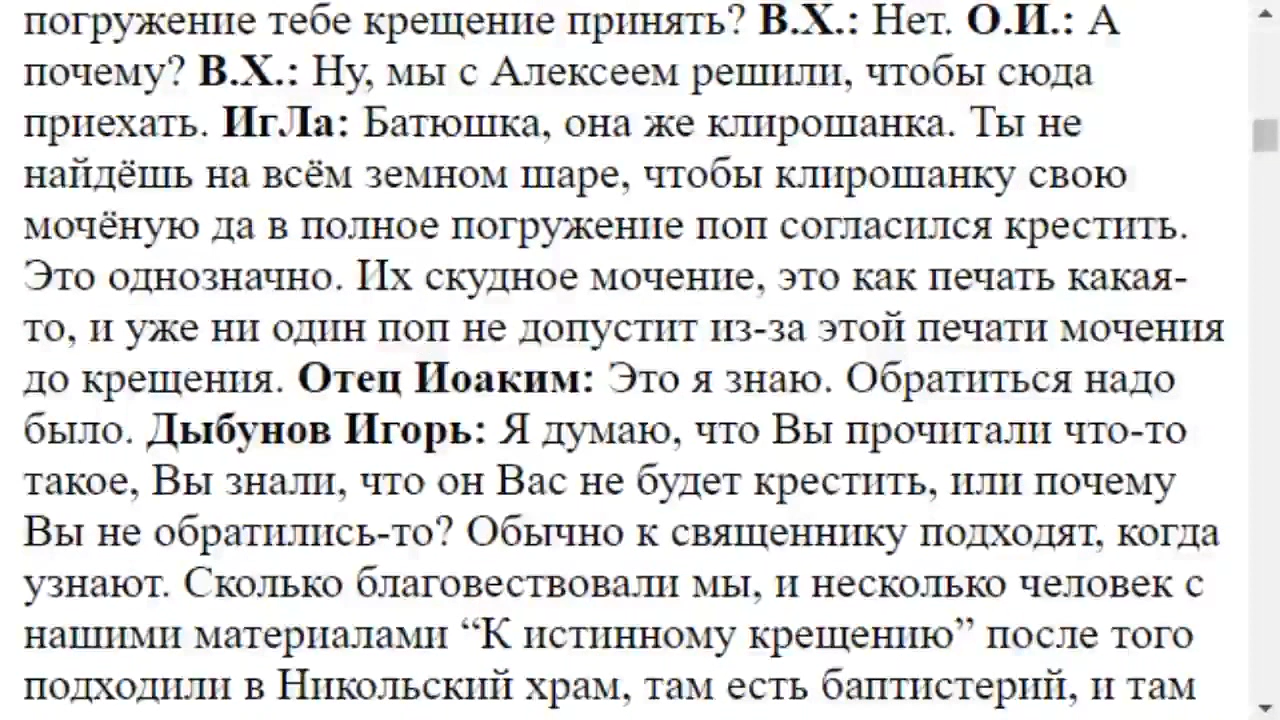 погружение тебе крещение принять? В.Х.: Нет. О.И.: А
почему? В.Х.: Ну, мы с Алексеем решили, чтобы сюда
приехать. ИгЛа: Батюшка, она же клирошанка. Ты не
найдёшь на всём земном шаре, чтобы клирошанку свою
мочёную да в полное погружение поп согласился крестить.
Это однозначно. Их скудное мочение, это как печать какая-
то, и уже ни один поп не допустит из-за этой печати мочения
до крещения. Отец Иоаким: Это я знаю. Обратиться надо
было. Дыбунов Игорь: Я думаю, что Вы прочитали что-то
такое, Вы знали, что он Вас не будет крестить, или почему
Вы не обратились-то? Обычно к священнику подходят, когда
узнают. Сколько благовествовали мы, и несколько человек с
нашими материалами “К истинному крещению” после того
подходили в Никольский храм, там есть баптистерий, и там